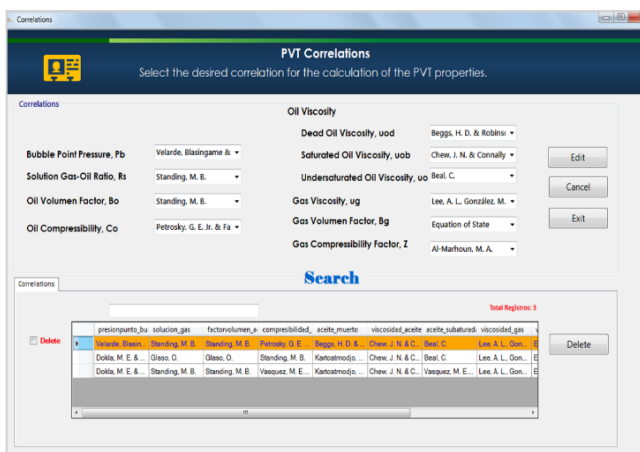 Correlations
PVT Correlations
Select the desired correlation for the calculation of the PVT properties.
Correlations
Oil Viscosity
Dead Oil Viscosity, uod Beggs, H. D. & Robins
Bubble Point Pressure, Pb Velarde, Blasingame & Saturated Oil Viscosity, uob Chew, J. N. & Connally Edit
Solution Gas-Oil Ratio, Rs Standing, M. B. Undersaturated Oil Viscosity, uo Beal, C. Cancel
Oil Volumen Factor, Bo Standing, M. B. Gas Viscosity, ug Lee, A. L., González, M. Exit
Oil Compressibility, Co Petrosky, G. E. Jr. & Fa Gas Volumen Factor, Bg Equation of State
Gas Compressibility Factor, Z Al-Marhoun, M. A.
Search
Correlations
Total Registros: 3
presionpunto_bu solucion_gas factorvolumen_a compresibilidad_ aceite_muerto viscosidad_aceite aceite_subaturad viscosidad_gas v
Delete Velarde, Blasin... Standing, M. B. Standing, M. B. Petrosky, G. E. ... Beggs, H. D. & ... Chew, J. N. & C... Beal, C. Lee, A. L., Gon... E Delete
Dokla, M. E. & ... Glaso, O. Glaso, O. Standing, M. B. Kartoatmodjo, ... Chew, J. N. & C... Beal, C. Lee, A. L., Gon... E
Dokla, M. E. & ... Standing, M. B. Standing, M. B. Vasquez, M. E... Kartoatmodjo, ... Chew, J. N. & C... Vasquez, M. E... Lee, A. L., Gon... E